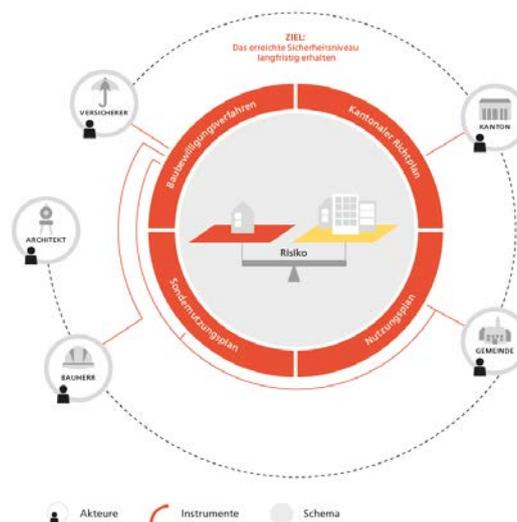 ZIEL:
Das erreichte Sicherheitsniveau
langfristig erhalten
VERSICHERER
KANTON
Baubewilligungsverfahren
Kantonaler Richtplan
ARCHITEKT
Risiko
Sondernutzungsplan
Nutzungsplan
BAUHERR
GEMEINDE
Akteure
Instrumente
Schema